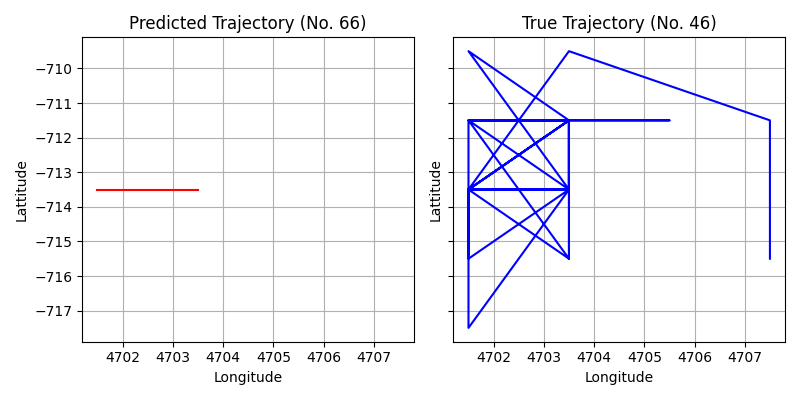 Predicted Trajectory (No. 66)
True Trajectory (No. 46)
Lattitude
−710
−711
−712
−713
−714
−715
−716
−717
4702 4703 4704 4705 4706 4707
Longitude
Lattitude
4702 4703 4704 4705 4706 4707
Longitude